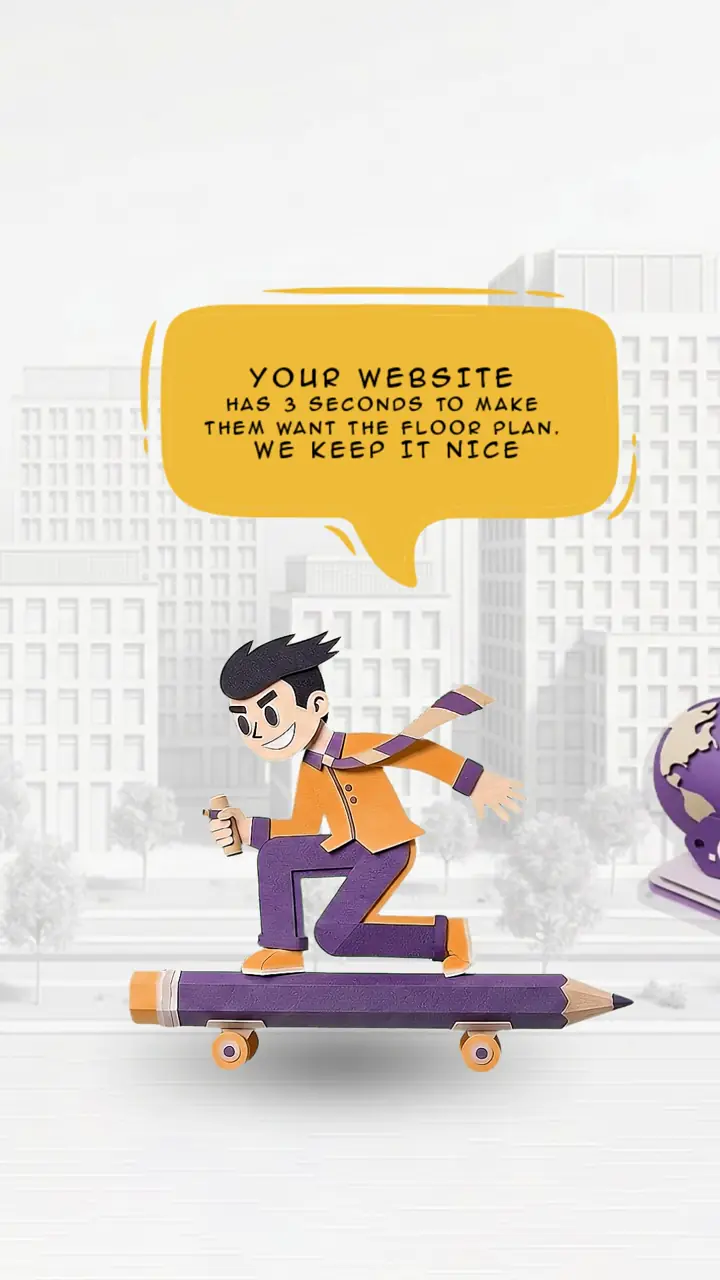 YOUR WEBSITE
HAS 3 SECONDS TO MAKE
THEM WANT THE FLOOR PLAN.
WE KEEP IT NICE